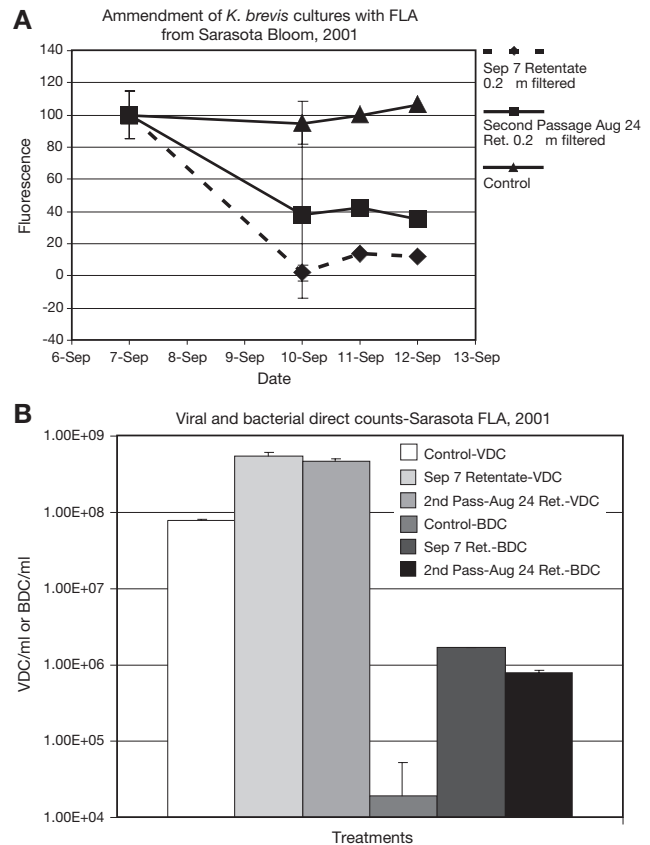 A
Ammendment of K. brevis cultures with FLA
from Sarasota Bloom, 2001
140
120
100
80
60
40
20
0
-20
-40
Fluorescence
6-Sep 7-Sep 8-Sep 9-Sep 10-Sep 11-Sep 12-Sep 13-Sep
Date
Sep 7 Retentate
0.2 m filtered
Second Passage Aug 24
Ret. 0.2 m filtered
Control
B
Viral and bacterial direct counts-Sarasota FLA, 2001
1.00E+09
1.00E+08
1.00E+07
1.00E+06
1.00E+05
1.00E+04
VDC/ml or BDC/ml
Control-VDC
Sep 7 Retentate-VDC
2nd Pass-Aug 24 Ret.-VDC
Control-BDC
Sep 7 Ret.-BDC
2nd Pass-Aug 24 Ret.-BDC
Treatments